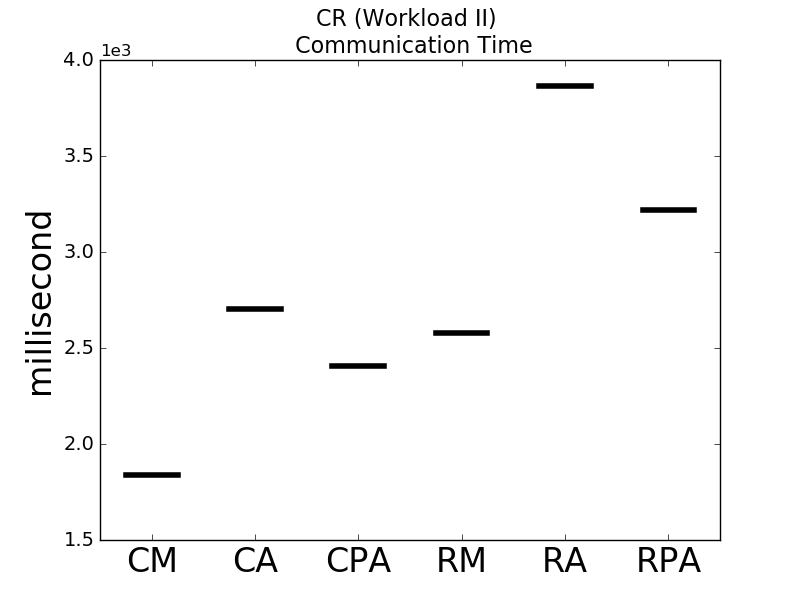 CR (Workload II)
Communication Time
1e3
4.0
3.5
3.0
2.5
2.0
1.5
millisecond
CM CA CPA RM RA RPA